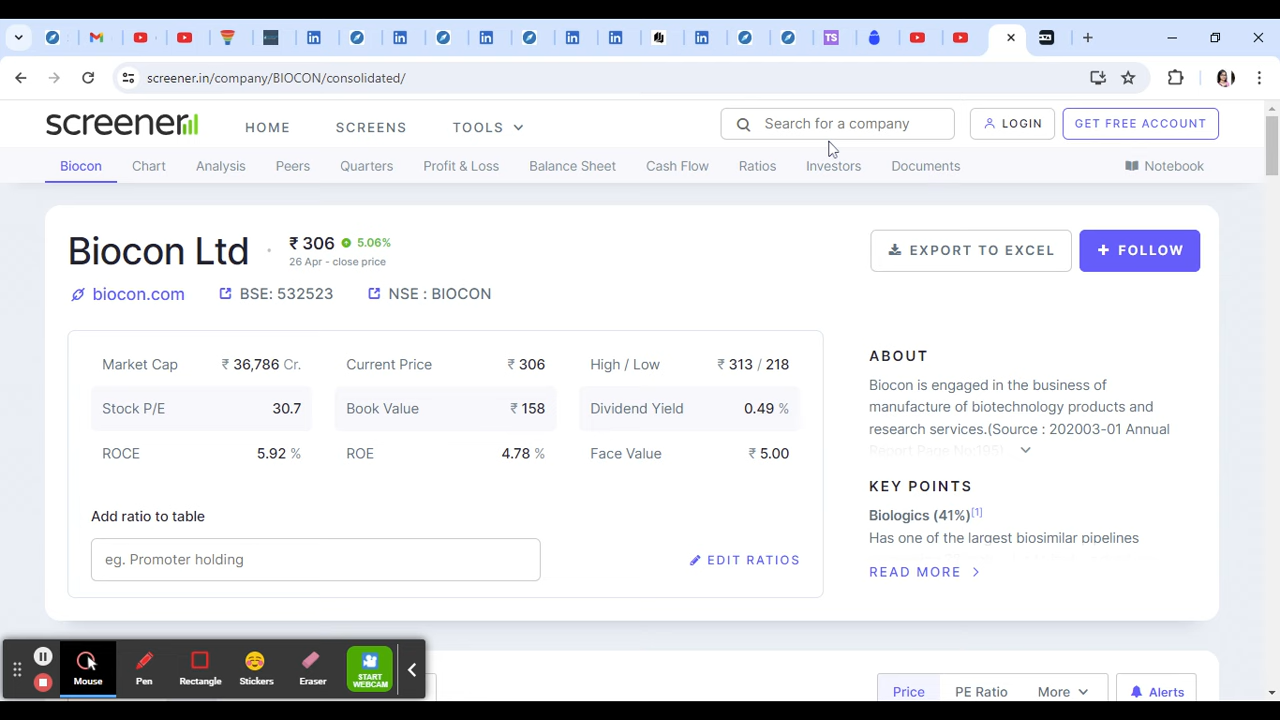 screener.in/company/BIOCON/consolidated/
screener
HOME
SCREENS
TOOLS
Search for a company
LOGIN
GET FREE ACCOUNT
Biocon
Chart
Analysis
Peers
Quarters
Profit & Loss
Balance Sheet
Cash Flow
Ratios
Investors
Documents
Notebook
Biocon Ltd
₹ 306 5.06%
26 Apr - close price
EXPORT TO EXCEL
+ FOLLOW
biocon.com
BSE: 532523
NSE : BIOCON
Market Cap ₹ 36,786 Cr.
Current Price ₹ 306
High / Low ₹ 313 / 218
Stock P/E 30.7
Book Value ₹ 158
Dividend Yield 0.49 %
ROCE 5.92 %
ROE 4.78 %
Face Value ₹ 5.00
Add ratio to table
eg. Promoter holding
EDIT RATIOS
ABOUT
Biocon is engaged in the business of
manufacture of biotechnology products and
research services.(Source : 202003-01 Annual
Report Page No:195)
KEY POINTS
Biologics (41%)[1]
Has one of the largest biosimilar pipelines
READ MORE >
Mouse
Pen
Rectangle
Stickers
Eraser
START
WEBCAM
Price
PE Ratio
More
Alerts